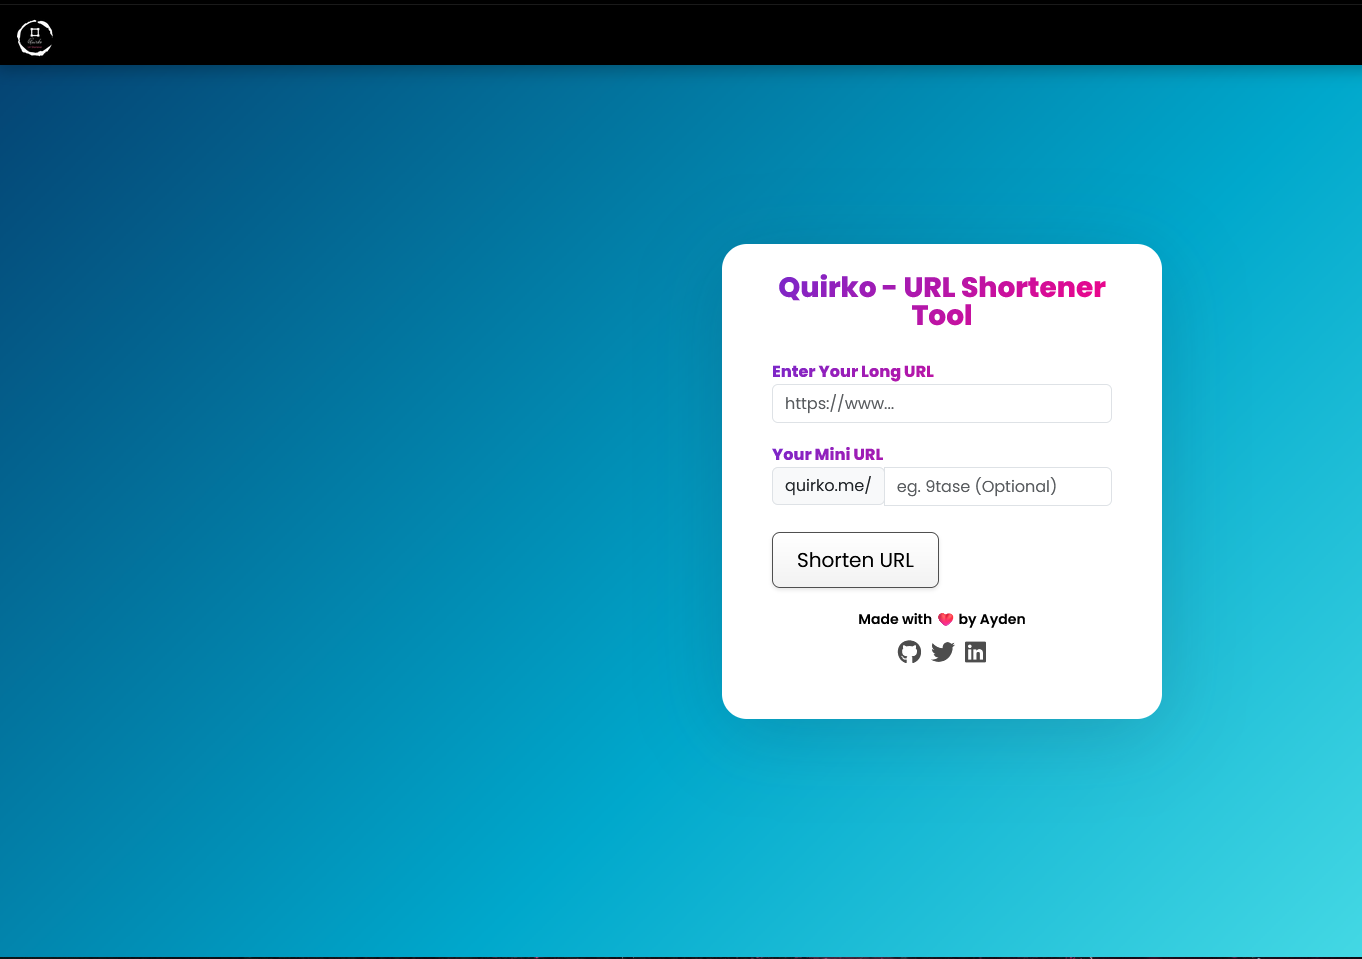 Quirko - URL Shortener
Tool
Enter Your Long URL
https://www...
Your Mini URL
quirko.me/ eg. 9tase (Optional)
Shorten URL
Made with 💔 by Ayden